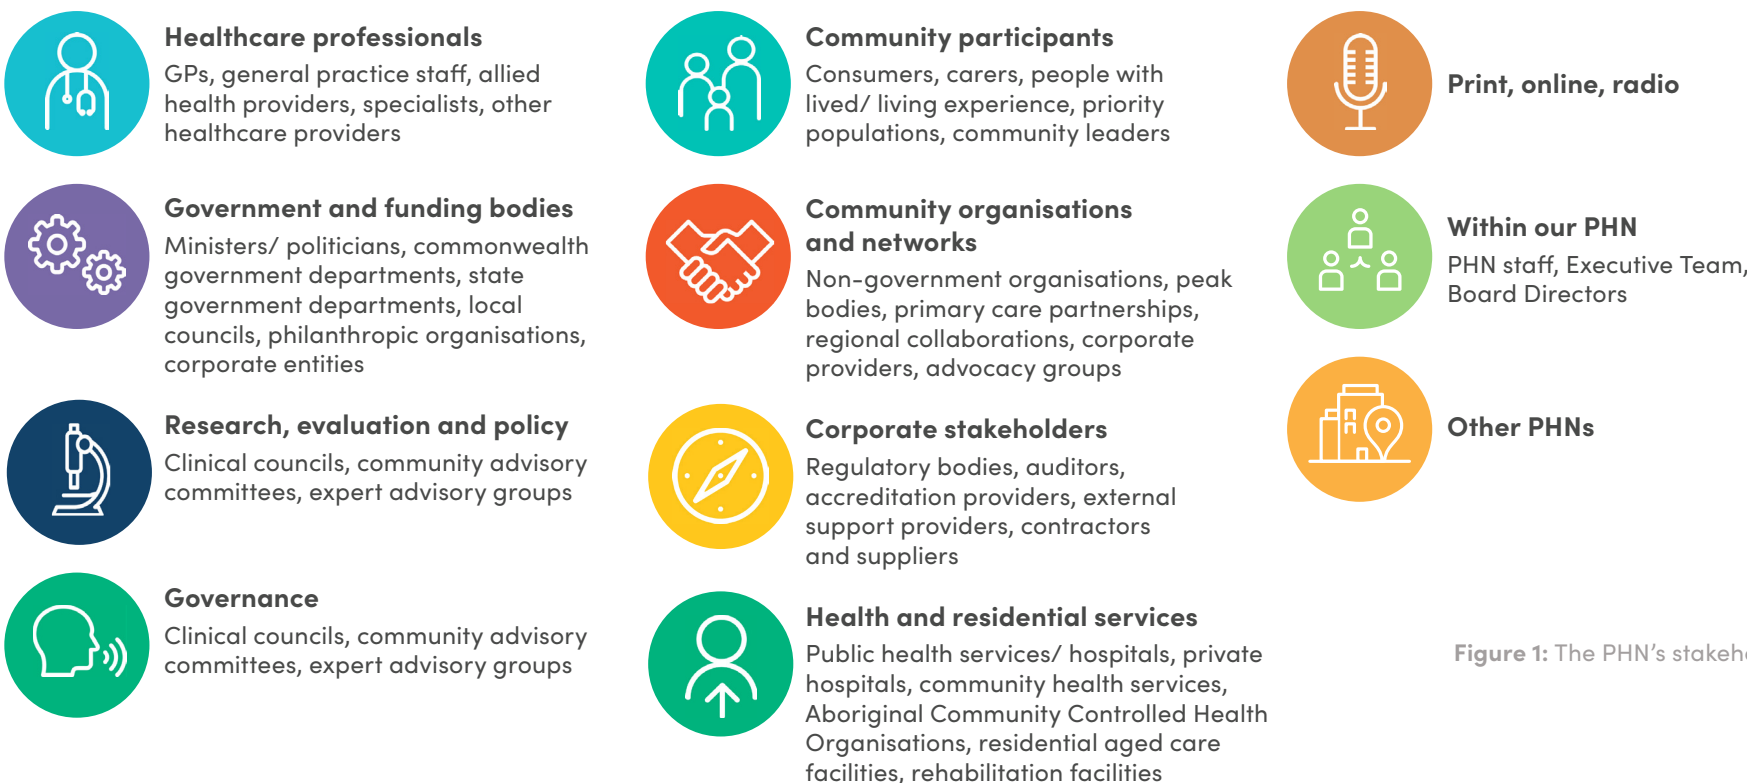 Healthcare professionals
GPs, general practice staff, allied
health providers, specialists, other
healthcare providers
Government and funding bodies
Ministers/ politicians, commonwealth
government departments, state
government departments, local
councils, philanthropic organisations,
corporate entities
Research, evaluation and policy
Clinical councils, community advisory
committees, expert advisory groups
Governance
Clinical councils, community advisory
committees, expert advisory groups
Community participants
Consumers, carers, people with
lived/ living experience, priority
populations, community leaders
Community organisations
and networks
Non-government organisations, peak
bodies, primary care partnerships,
regional collaborations, corporate
providers, advocacy groups
Corporate stakeholders
Regulatory bodies, auditors,
accreditation providers, external
support providers, contractors
and suppliers
Health and residential services
Public health services/ hospitals, private
hospitals, community health services,
Aboriginal Community Controlled Health
Organisations, residential aged care
facilities, rehabilitation facilities
Print, online, radio
Within our PHN
PHN staff, Executive Team,
Board Directors
Other PHNs
Figure 1: The PHN's